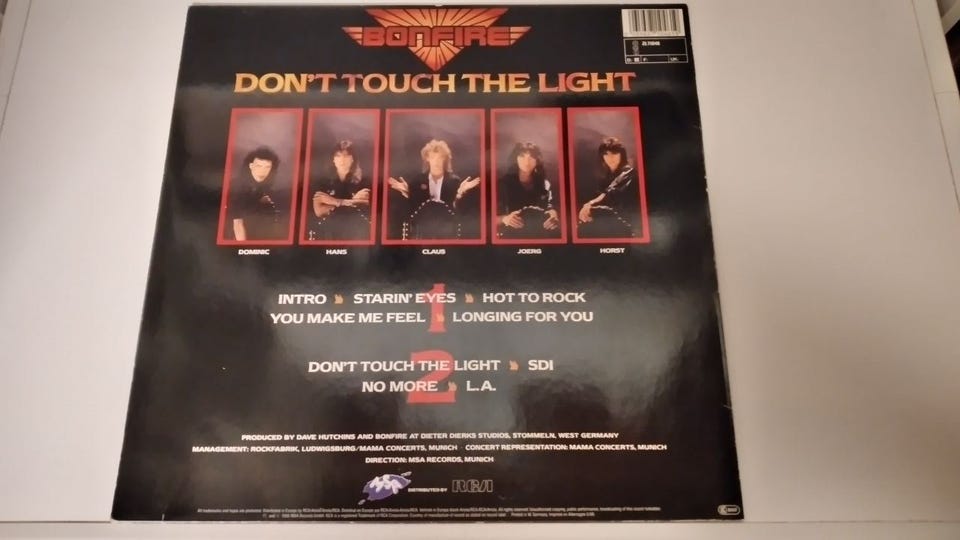 BONFIRE
ZL 71046
DON'T TOUCH THE LIGHT
DOMINIC HANS CLAUS JOERG HORST
1
INTRO STARIN' EYES HOT TO ROCK
YOU MAKE ME FEEL LONGING FOR YOU
2
DON'T TOUCH THE LIGHT SDI
NO MORE L.A.
PRODUCED BY DAVE HUTCHINS AND BONFIRE AT DIETER DIERKS STUDIOS, STOMMELN, WEST GERMANY
MANAGEMENT: ROCKFABRIK, LUDWIGSBURG/MAMA CONCERTS, MUNICH CONCERT REPRESENTATION: MAMA CONCERTS, MUNICH
DIRECTION: MSA RECORDS, MUNICH
MSA DISTRIBUTED BY RCA